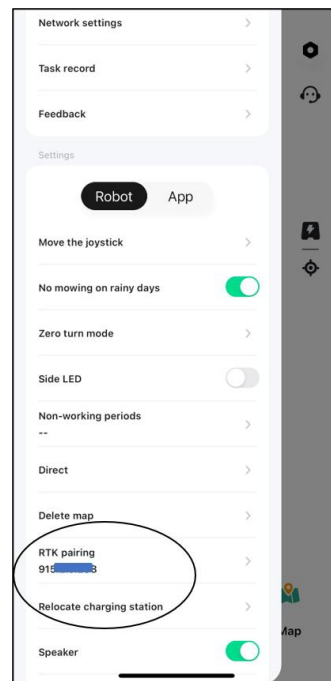 Network settings
Task record
Feedback
Settings
Robot App
Move the joystick
No mowing on rainy days
Zero turn mode
Side LED
Non-working periods
--
Direct
Delete map
RTK pairing
Relocate charging station
Map
Speaker